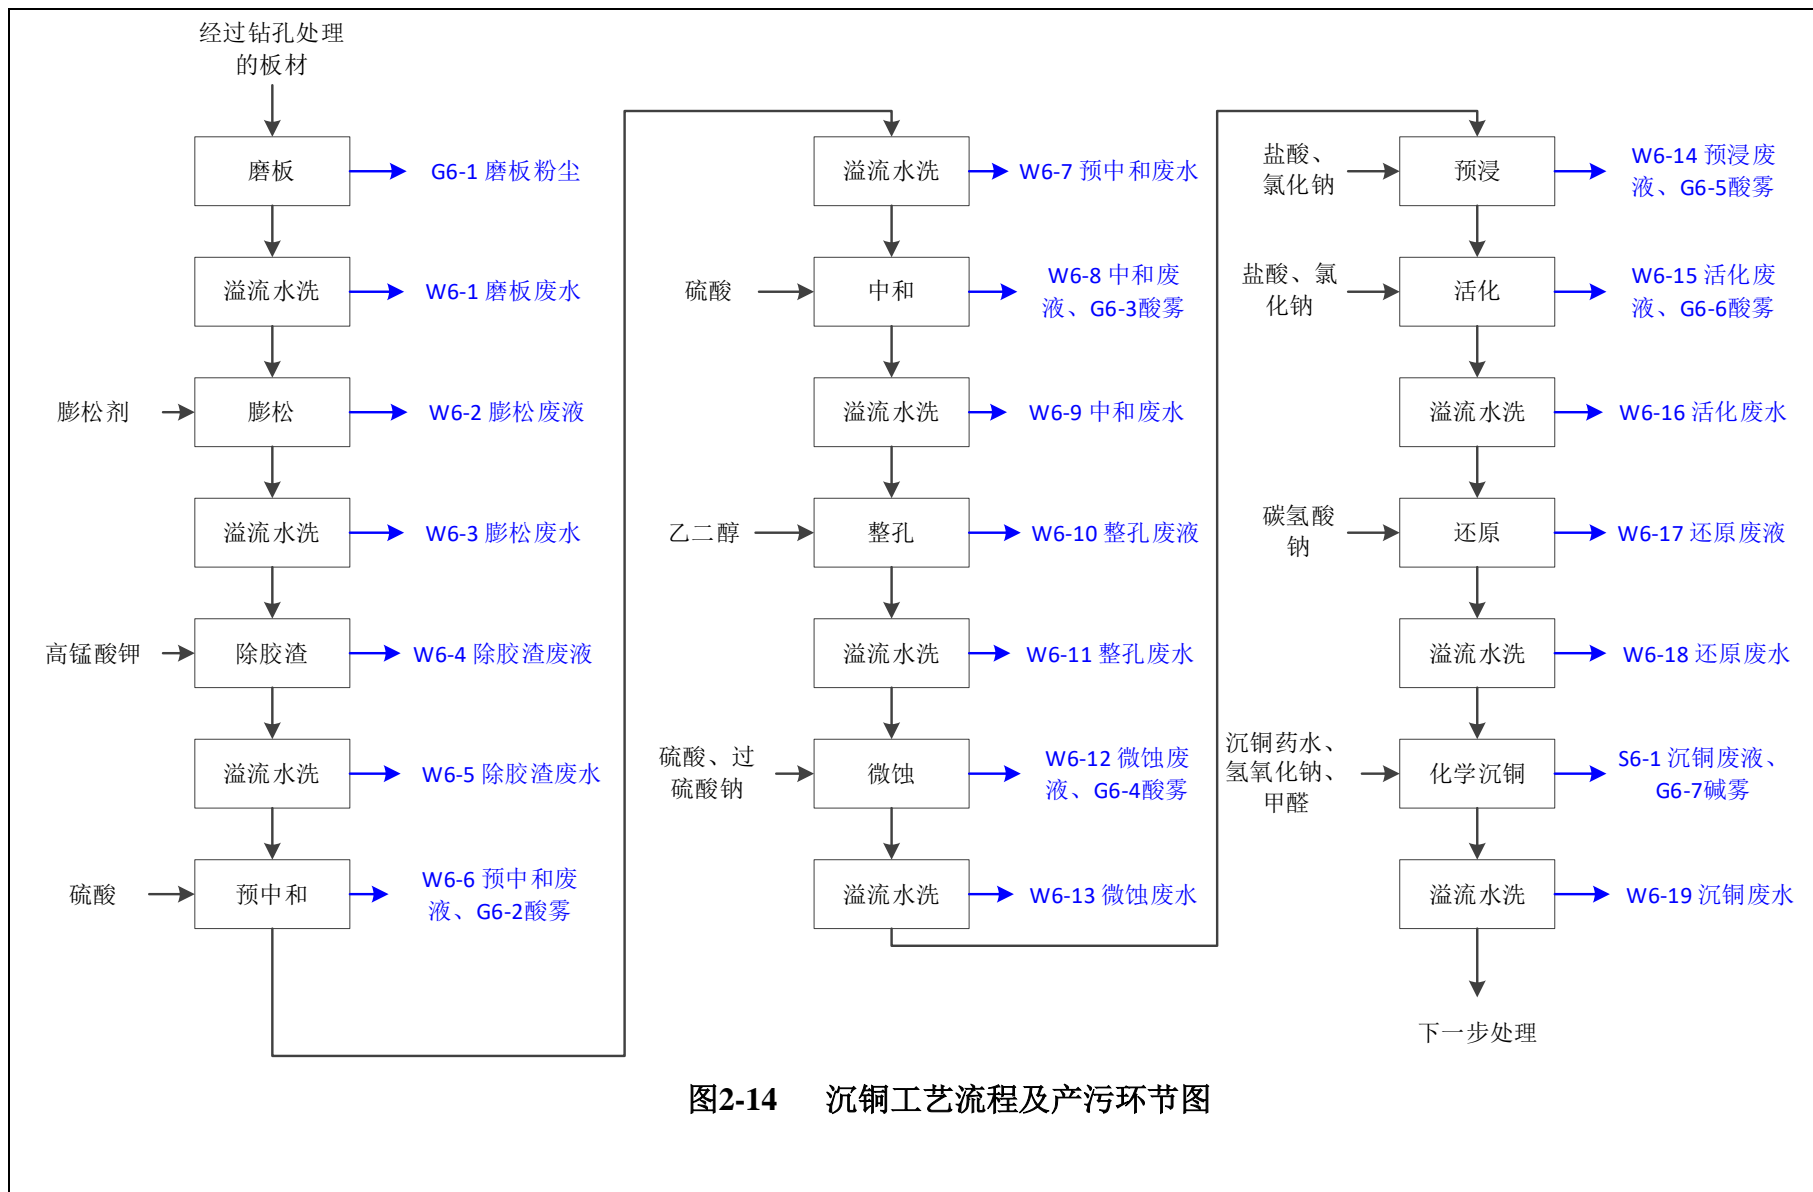 经过钻孔处理
的板材
磨板
G6-1 磨板粉尘
溢流水洗
W6-1 磨板废水
膨松剂
膨松
W6-2 膨松废液
溢流水洗
W6-3 膨松废水
高锰酸钾
除胶渣
W6-4 除胶渣废液
溢流水洗
W6-5 除胶渣废水
硫酸
预中和
W6-6 预中和废
液、G6-2酸雾
溢流水洗
W6-7 预中和废水
硫酸
中和
W6-8 中和废
液、G6-3酸雾
溢流水洗
W6-9 中和废水
乙二醇
整孔
W6-10 整孔废液
溢流水洗
W6-11 整孔废水
硫酸、过
硫酸钠
微蚀
W6-12 微蚀废
液、G6-4酸雾
溢流水洗
W6-13 微蚀废水
盐酸、
氯化钠
预浸
W6-14 预浸废
液、G6-5酸雾
盐酸、氯
化钠
活化
W6-15 活化废
液、G6-6酸雾
溢流水洗
W6-16 活化废水
碳氢酸
钠
还原
W6-17 还原废液
溢流水洗
W6-18 还原废水
沉铜药水、
氢氧化钠、
甲醛
化学沉铜
S6-1 沉铜废液、
G6-7碱雾
溢流水洗
W6-19 沉铜废水
下一步处理
图2-14 沉铜工艺流程及产污环节图